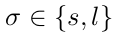 σ ∈ {s, l}